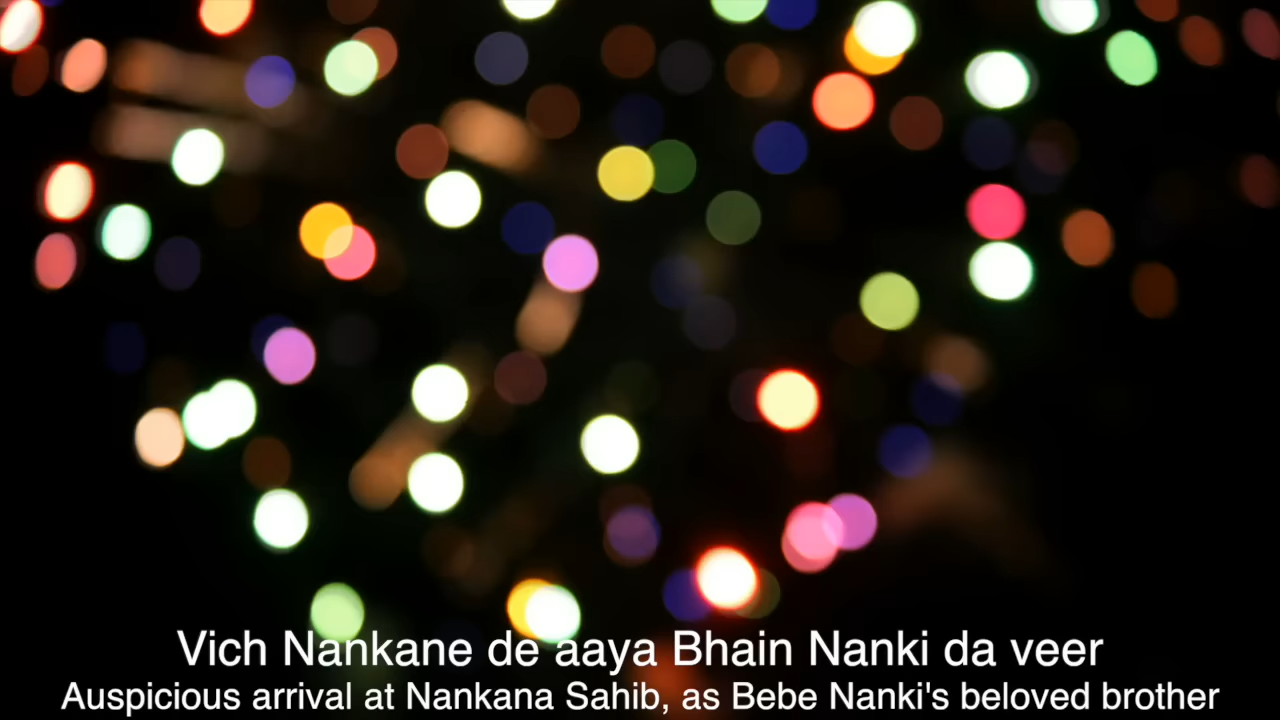 Vich Nankane de aaya Bhain Nanki da veer
Auspicious arrival at Nankana Sahib, as Bebe Nanki's beloved brother